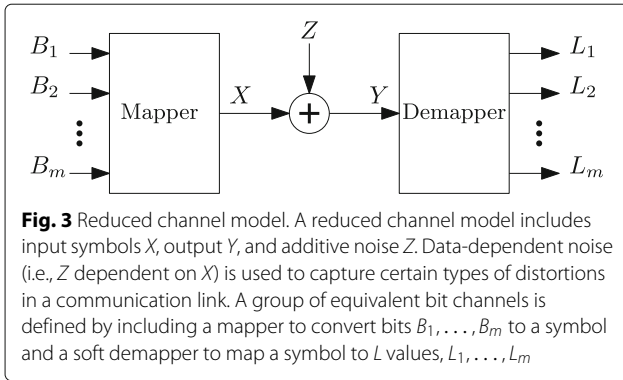 Z
B₁
L₁
B₂
X
Y
L₂
Mapper
+
Demapper
⋮
⋮
Bₘ
Lₘ
Fig. 3 Reduced channel model. A reduced channel model includes
input symbols X, output Y, and additive noise Z. Data-dependent noise
(i.e., Z dependent on X) is used to capture certain types of distortions
in a communication link. A group of equivalent bit channels is
defined by including a mapper to convert bits B₁, . . . , Bₘ to a symbol
and a soft demapper to map a symbol to L values, L₁, . . . , Lₘ